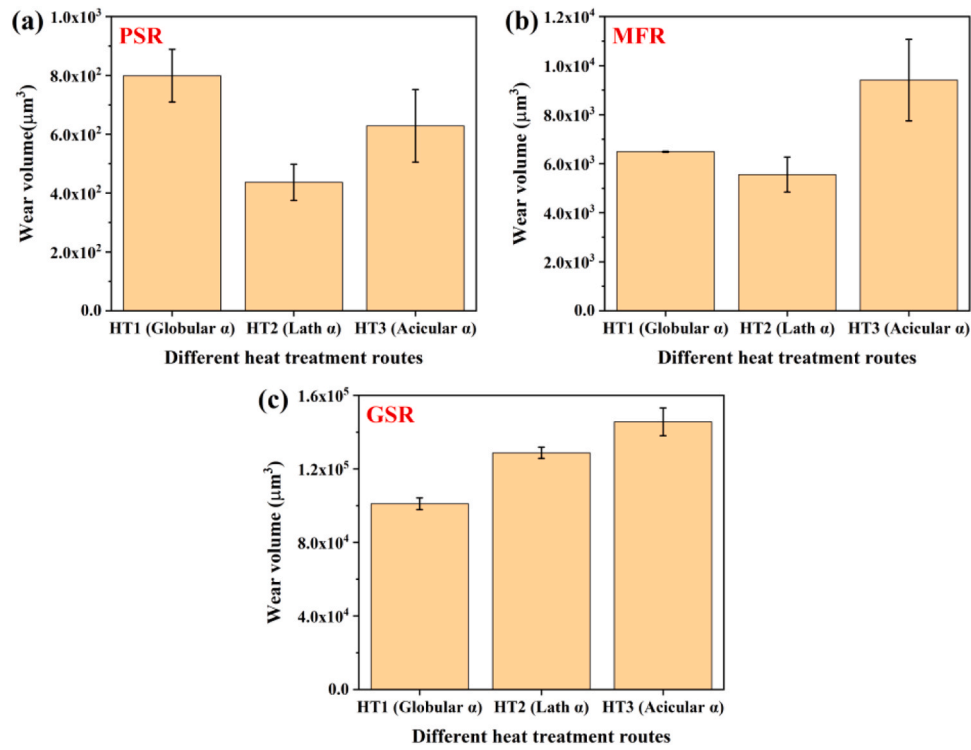 (a)
PSR
Wear volume(μm³)
1.0x10³
8.0x10²
6.0x10²
4.0x10²
2.0x10²
0.0
HT1 (Globular α) HT2 (Lath α) HT3 (Acicular α)
Different heat treatment routes
(b)
MFR
Wear volume (μm³)
1.2x10⁴
1.0x10⁴
8.0x10³
6.0x10³
4.0x10³
2.0x10³
0.0
HT1 (Globular α) HT2 (Lath α) HT3 (Acicular α)
Different heat treatment routes
(c)
GSR
Wear volume (μm³)
1.6x10⁵
1.2x10⁵
8.0x10⁴
4.0x10⁴
0.0
HT1 (Globular α) HT2 (Lath α) HT3 (Acicular α)
Different heat treatment routes